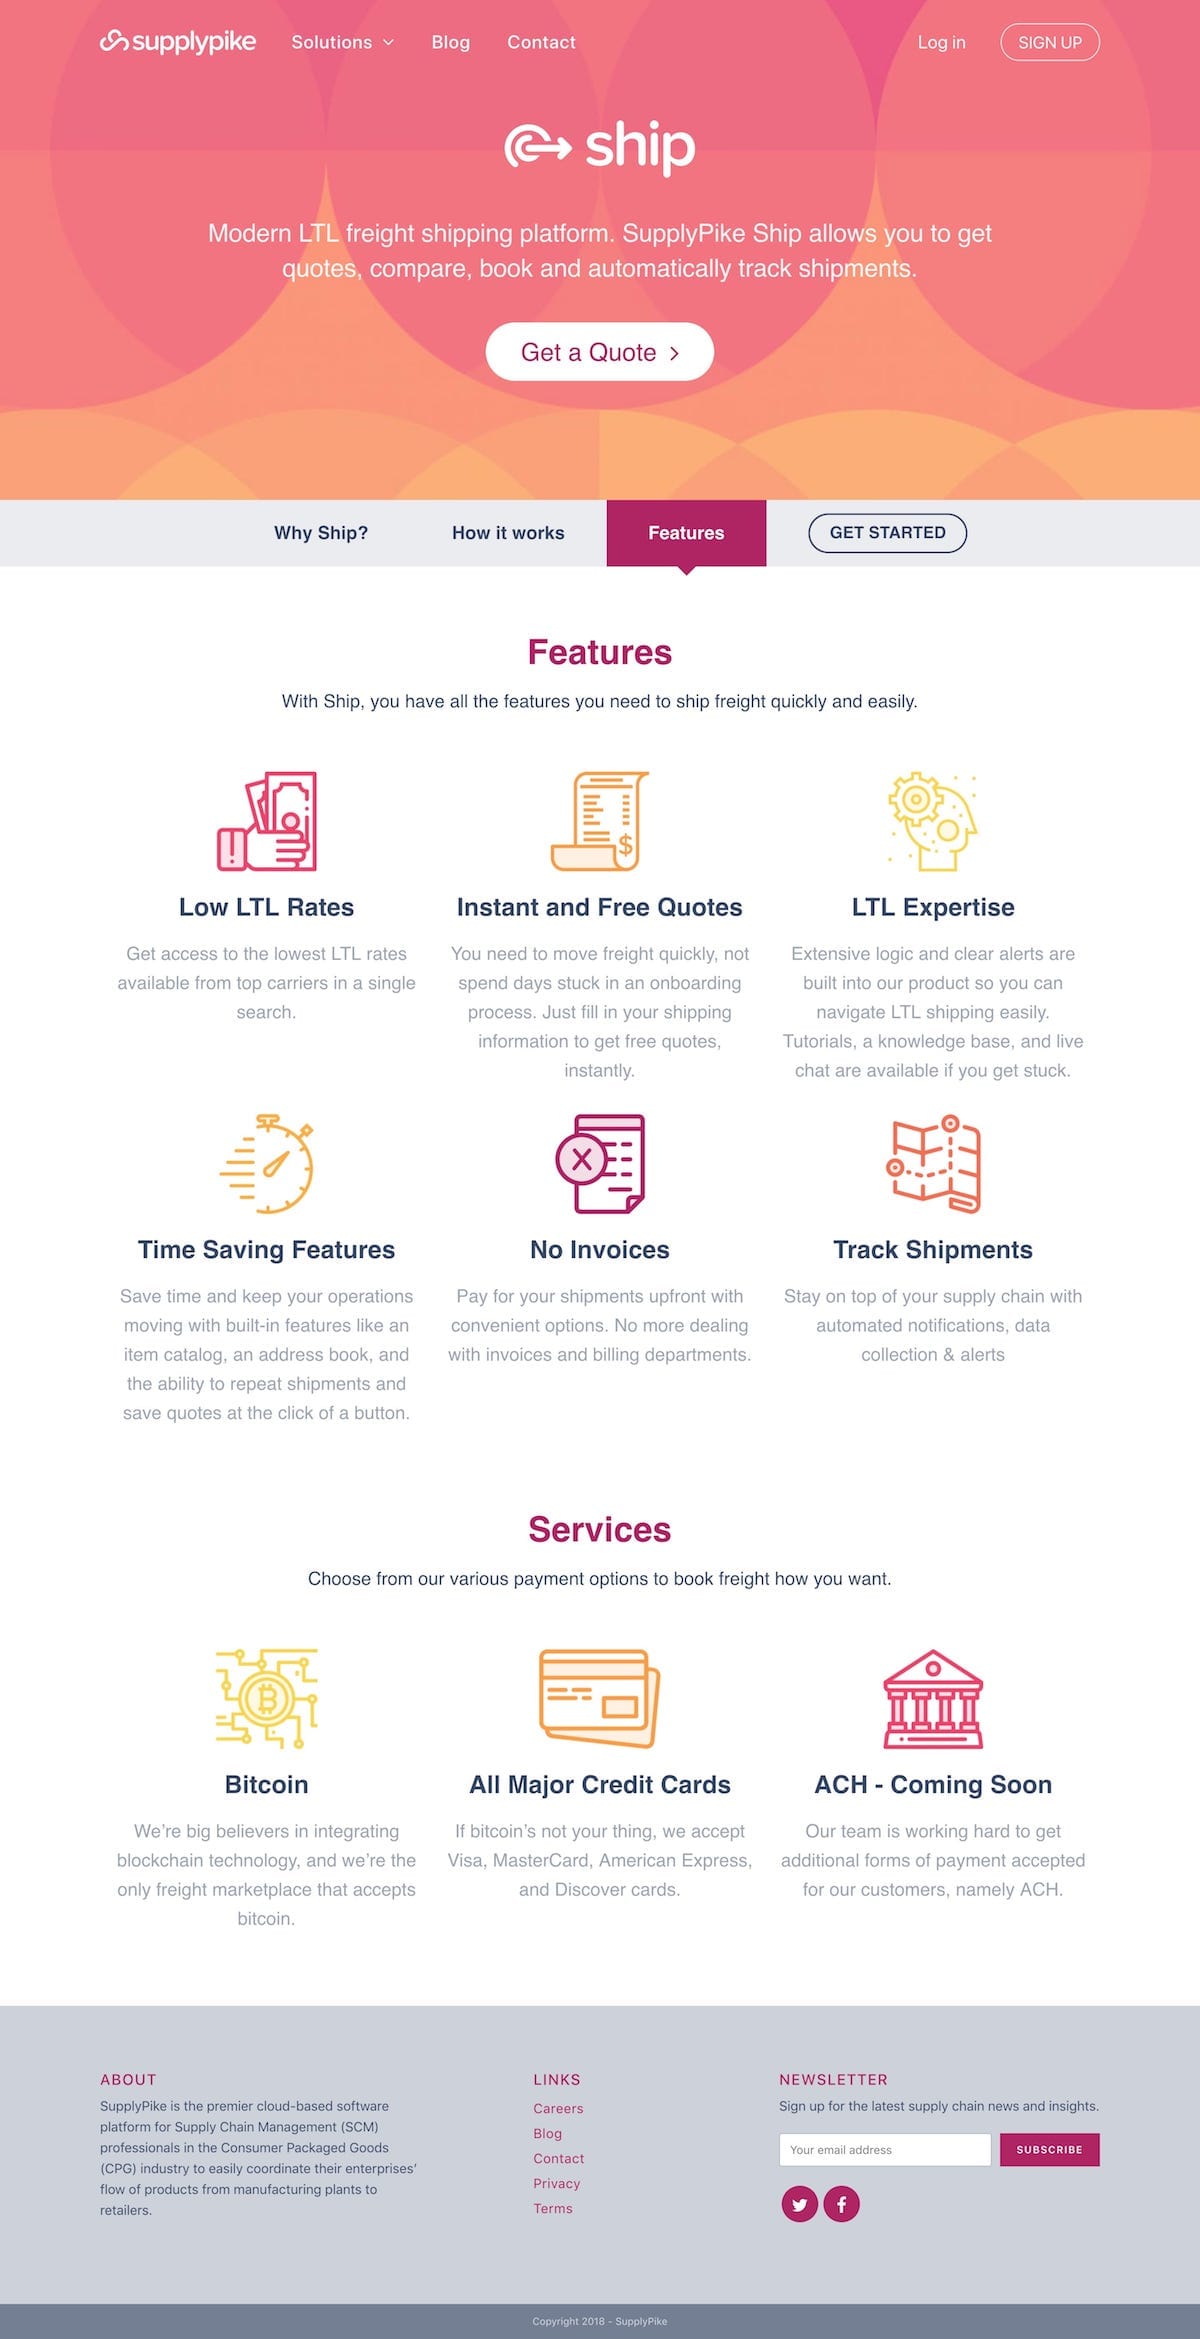 supplypike Solutions Blog Contact Log in SIGN UP
ship
Modern LTL freight shipping platform. SupplyPike Ship allows you to get
quotes, compare, book and automatically track shipments.
Get a Quote
Why Ship? How it works Features GET STARTED
Features
With Ship, you have all the features you need to ship freight quickly and easily.
$
Low LTL Rates
Get access to the lowest LTL rates
available from top carriers in a single
search.
Instant and Free Quotes
You need to move freight quickly, not
spend days stuck in an onboarding
process. Just fill in your shipping
information to get free quotes,
instantly.
LTL Expertise
Extensive logic and clear alerts are
built into our product so you can
navigate LTL shipping easily.
Tutorials, a knowledge base, and live
chat are available if you get stuck.
Time Saving Features
Save time and keep your operations
moving with built-in features like an
item catalog, an address book, and
the ability to repeat shipments and
save quotes at the click of a button.
No Invoices
Pay for your shipments upfront with
convenient options. No more dealing
with invoices and billing departments.
Track Shipments
Stay on top of your supply chain with
automated notifications, data
collection & alerts
Services
Choose from our various payment options to book freight how you want.
Bitcoin
We're big believers in integrating
blockchain technology, and we're the
only freight marketplace that accepts
bitcoin.
All Major Credit Cards
If bitcoin's not your thing, we accept
Visa, MasterCard, American Express,
and Discover cards.
ACH - Coming Soon
Our team is working hard to get
additional forms of payment accepted
for our customers, namely ACH.
ABOUT
SupplyPike is the premier cloud-based software
platform for Supply Chain Management (SCM)
professionals in the Consumer Packaged Goods
(CPG) industry to easily coordinate their enterprises'
flow of products from manufacturing plants to
retailers.
LINKS
Careers
Blog
Contact
Privacy
Terms
NEWSLETTER
Sign up for the latest supply chain news and insights.
Your email address SUBSCRIBE
Copyright 2018 - SupplyPike